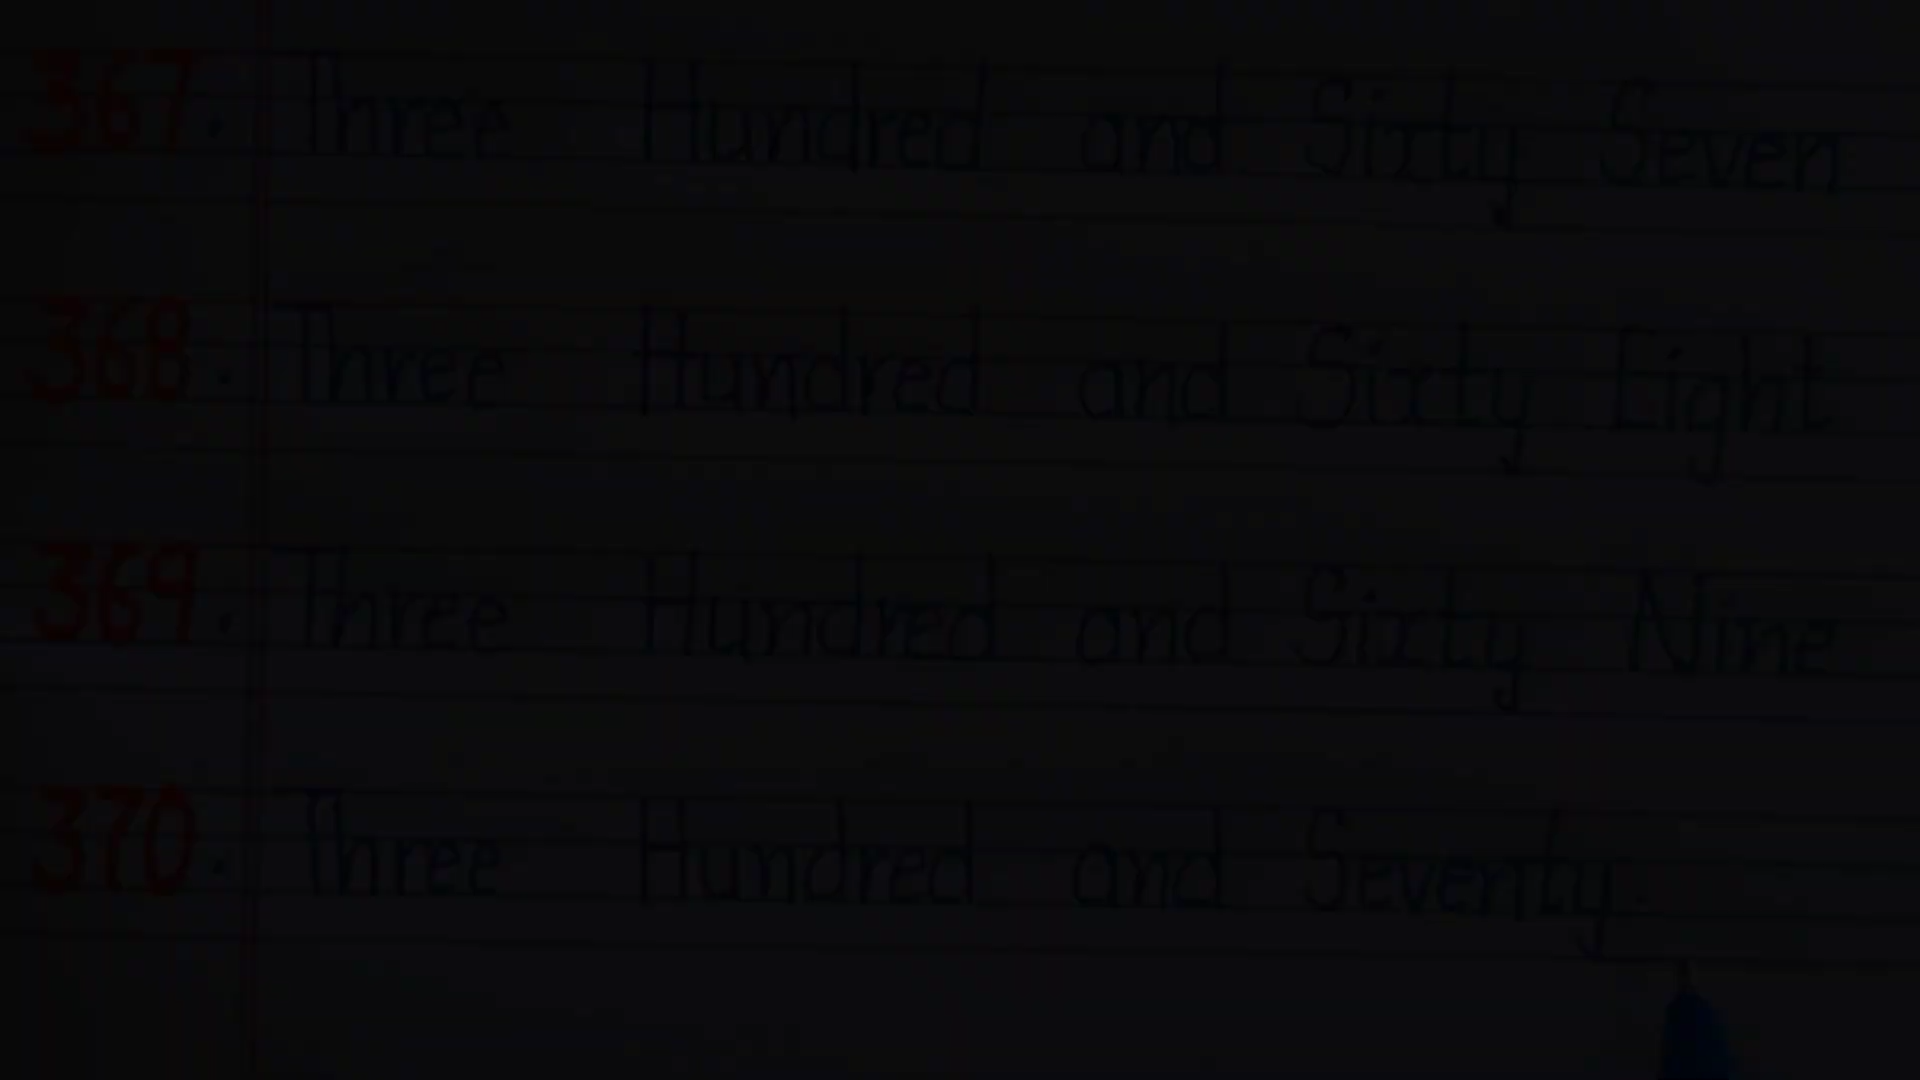 367. Three Hundred and Sixty Seven
368. Three Hundred and Sixty Eight
369. Three Hundred and Sixty Nine
370. Three Hundred and Seventy